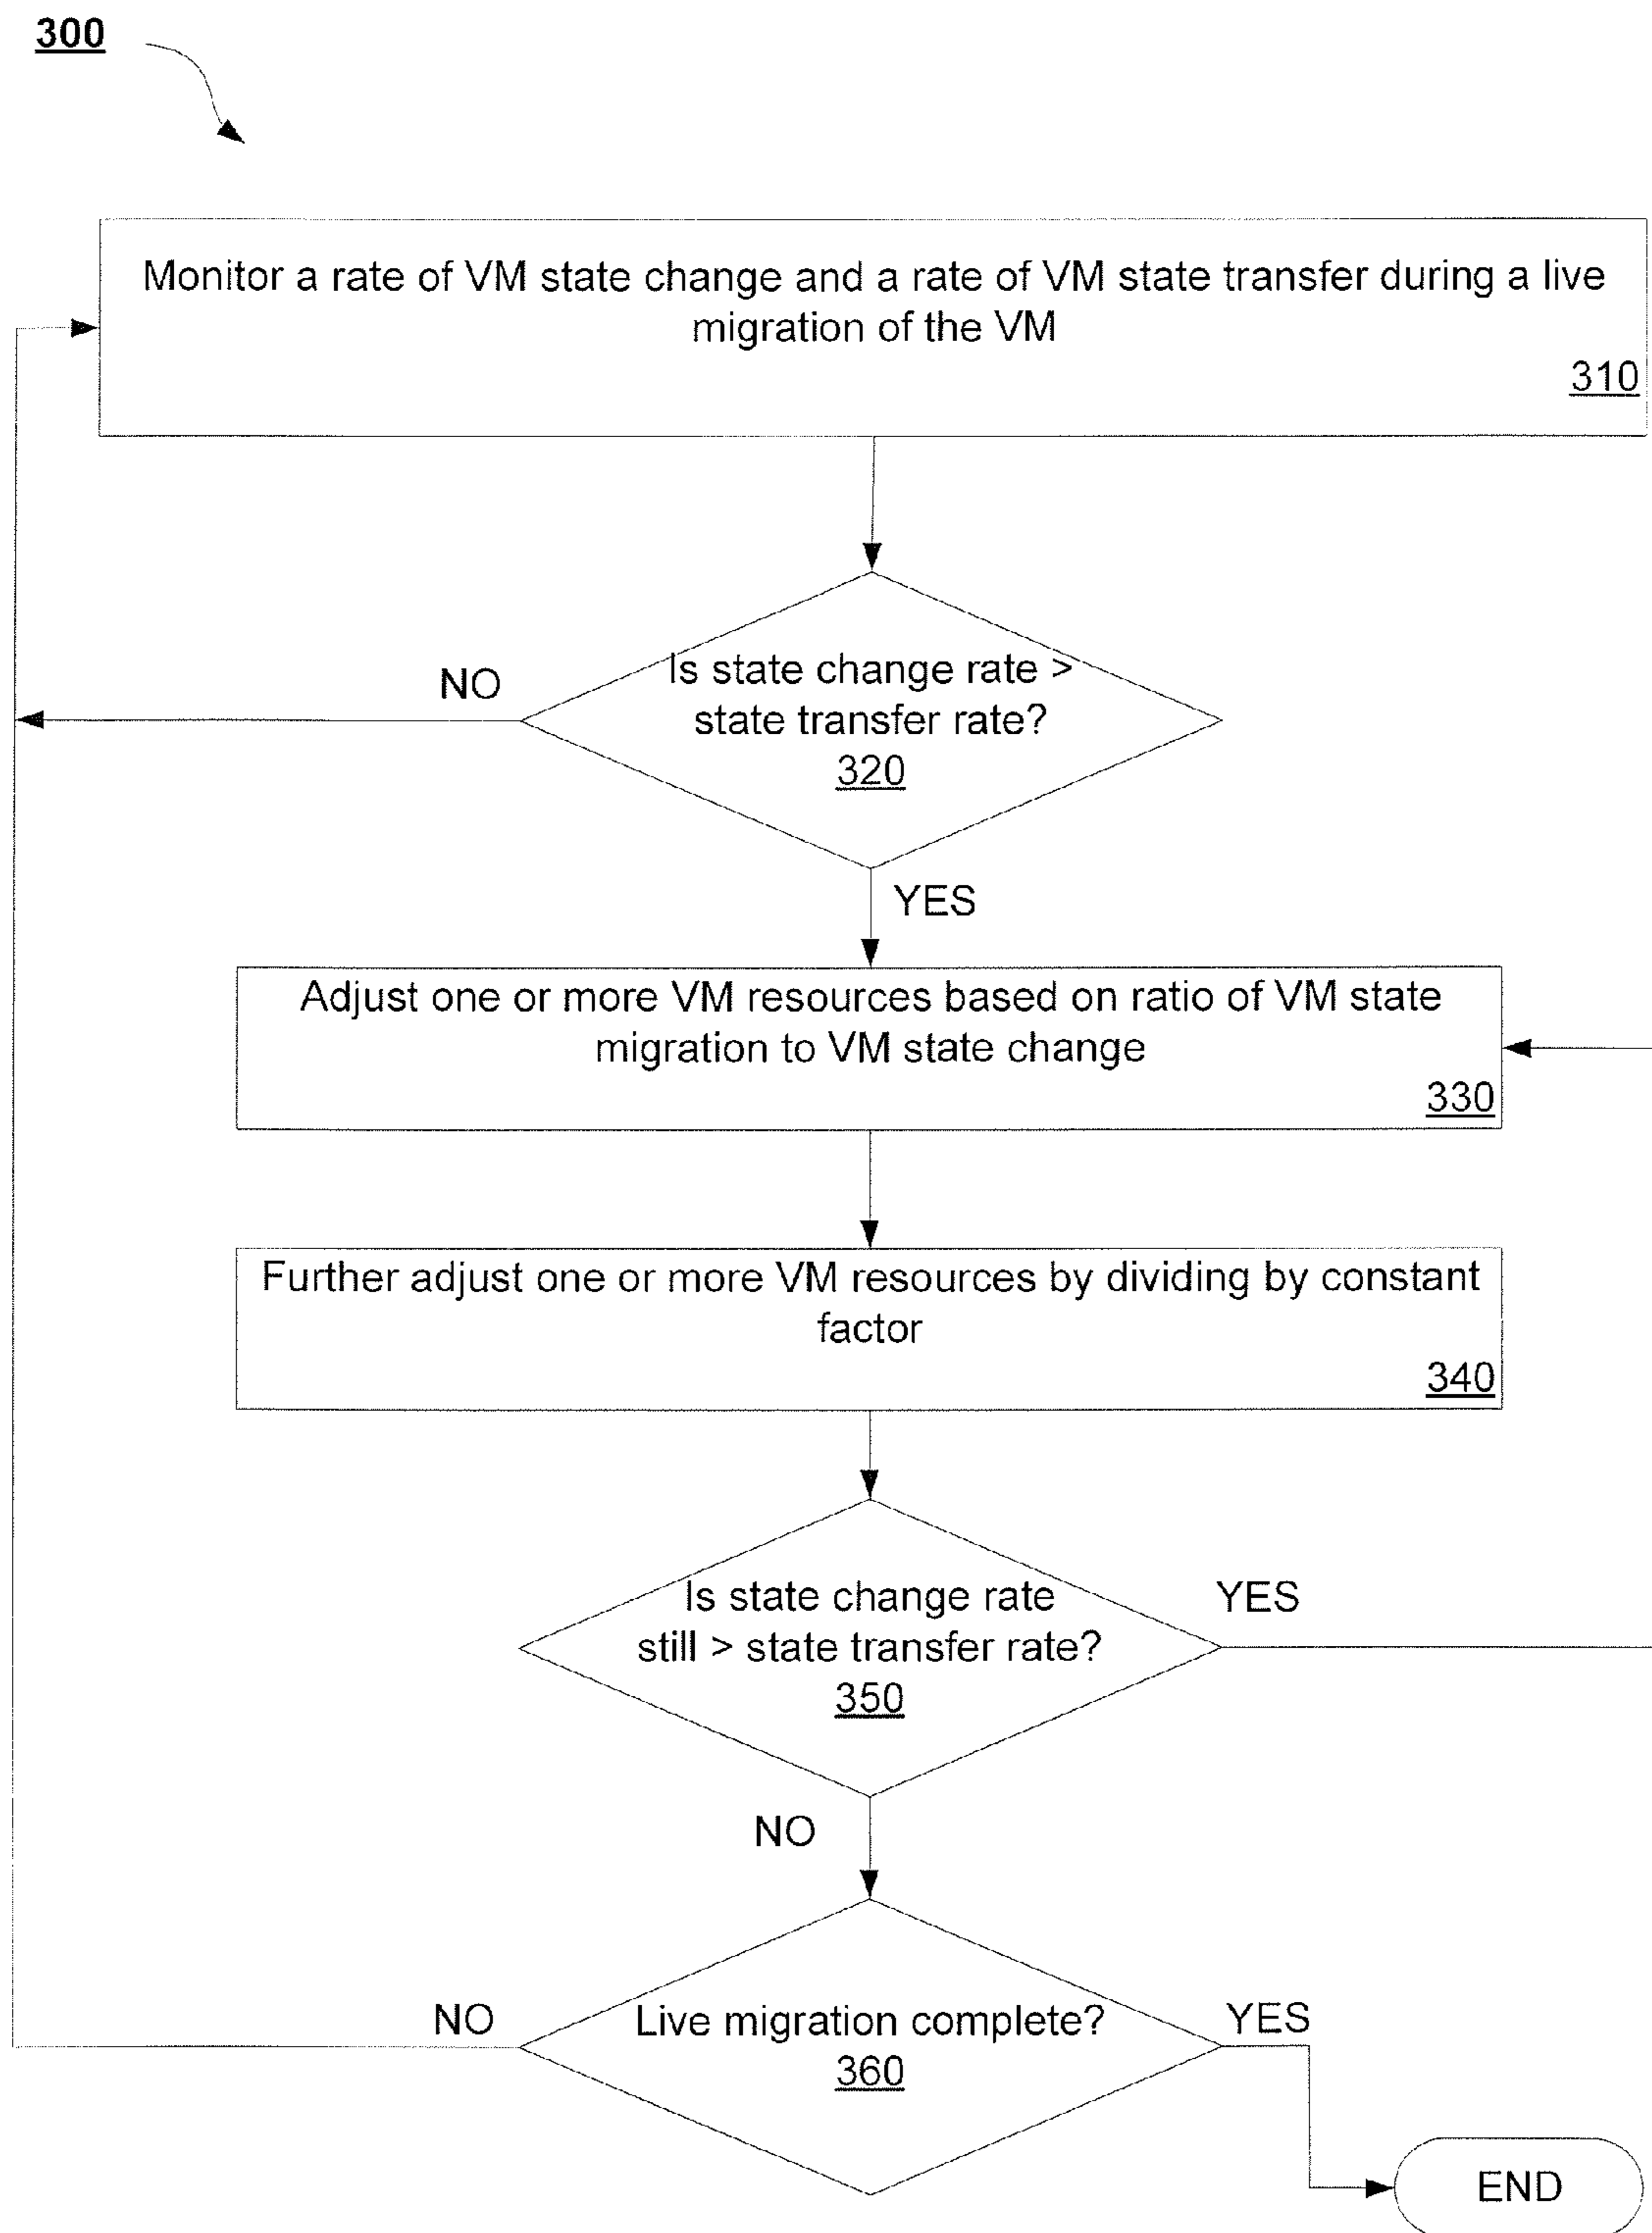 300
Monitor a rate of VM state change and a rate of VM state transfer during a live
migration of the VM
310
Is state change rate >
state transfer rate?
320
NO
YES
Adjust one or more VM resources based on ratio of VM state
migration to VM state change
330
Further adjust one or more VM resources by dividing by constant
factor
340
Is state change rate
still > state transfer rate?
350
YES
NO
Live migration complete?
360
NO
YES
END